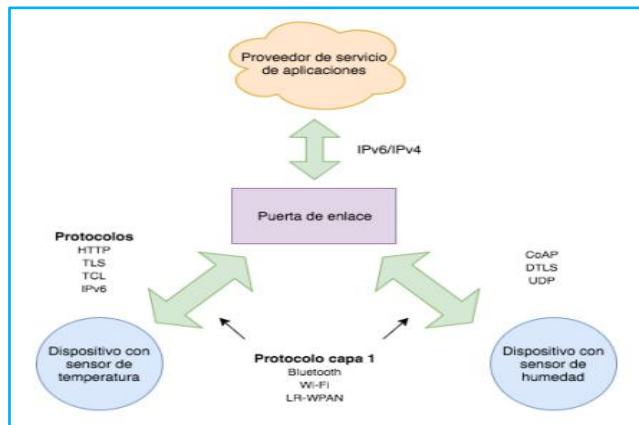 Proveedor de servicio
de aplicaciones
IPv6/IPv4
Puerta de enlace
Protocolos
HTTP
TLS
TCL
IPv6
CoAP
DTLS
UDP
Dispositivo con
sensor de
temperatura
Protocolo capa 1
Bluetooth
Wi-Fi
LR-WPAN
Dispositivo con
sensor de
humedad